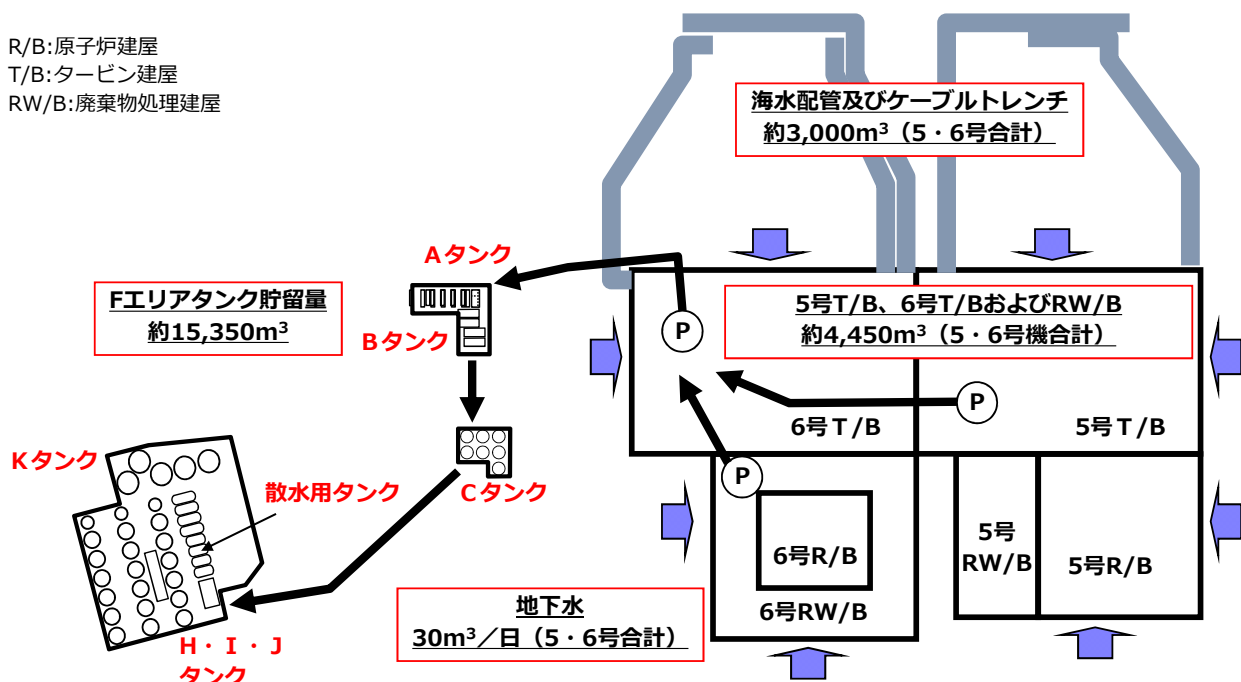 R/B:原子炉建屋
T/B:タービン建屋
RW/B:廃棄物処理建屋
海水配管及びケーブルトレンチ
約3,000m³（5・6号合計）
Aタンク
Fエリアタンク貯留量
約15,350m³
Bタンク
5号T/B、6号T/BおよびRW/B
約4,450m³（5・6号機合計）
P
P
6号T/B
5号T/B
Kタンク
散水用タンク
Cタンク
P
5号
RW/B
6号R/B
5号R/B
6号RW/B
地下水
30m³／日（5・6号合計）
H・I・J
タンク